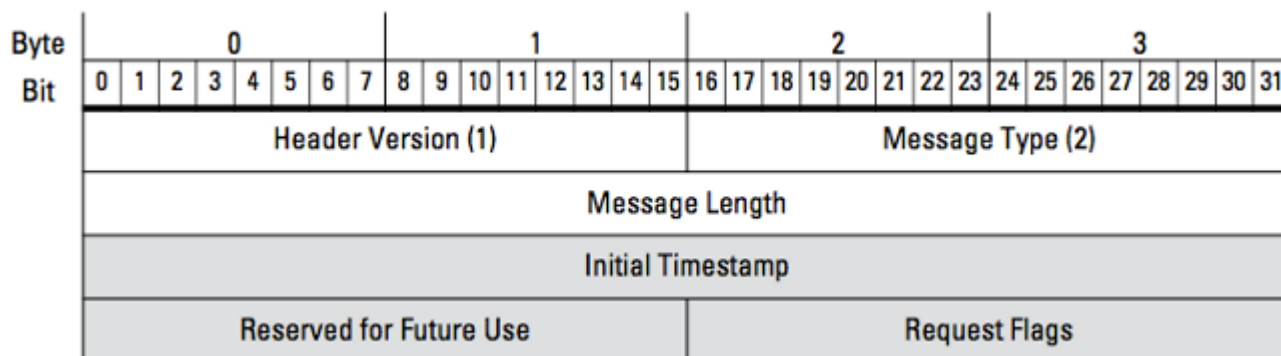 Byte 0 1 2 3
Bit 0 1 2 3 4 5 6 7 8 9 10 11 12 13 14 15 16 17 18 19 20 21 22 23 24 25 26 27 28 29 30 31
Header Version (1) Message Type (2)
Message Length
Initial Timestamp
Reserved for Future Use Request Flags